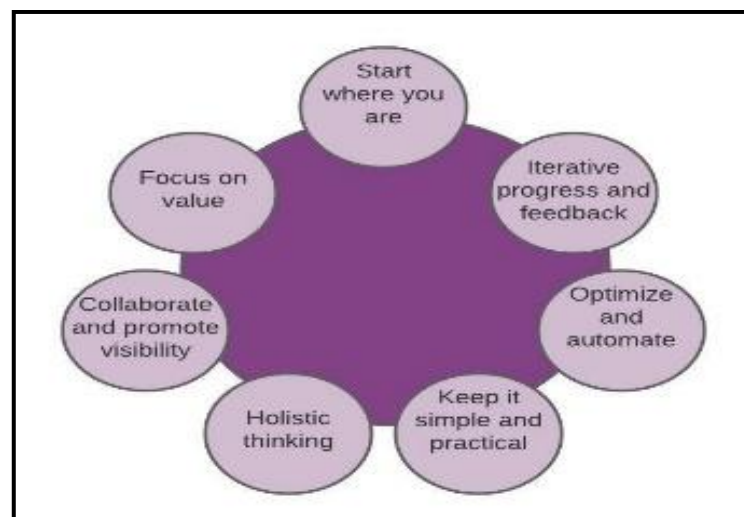 Start
where you
are
Iterative
progress and
feedback
Optimize
and
automate
Keep it
simple and
practical
Holistic
thinking
Collaborate
and promote
visibility
Focus on
value